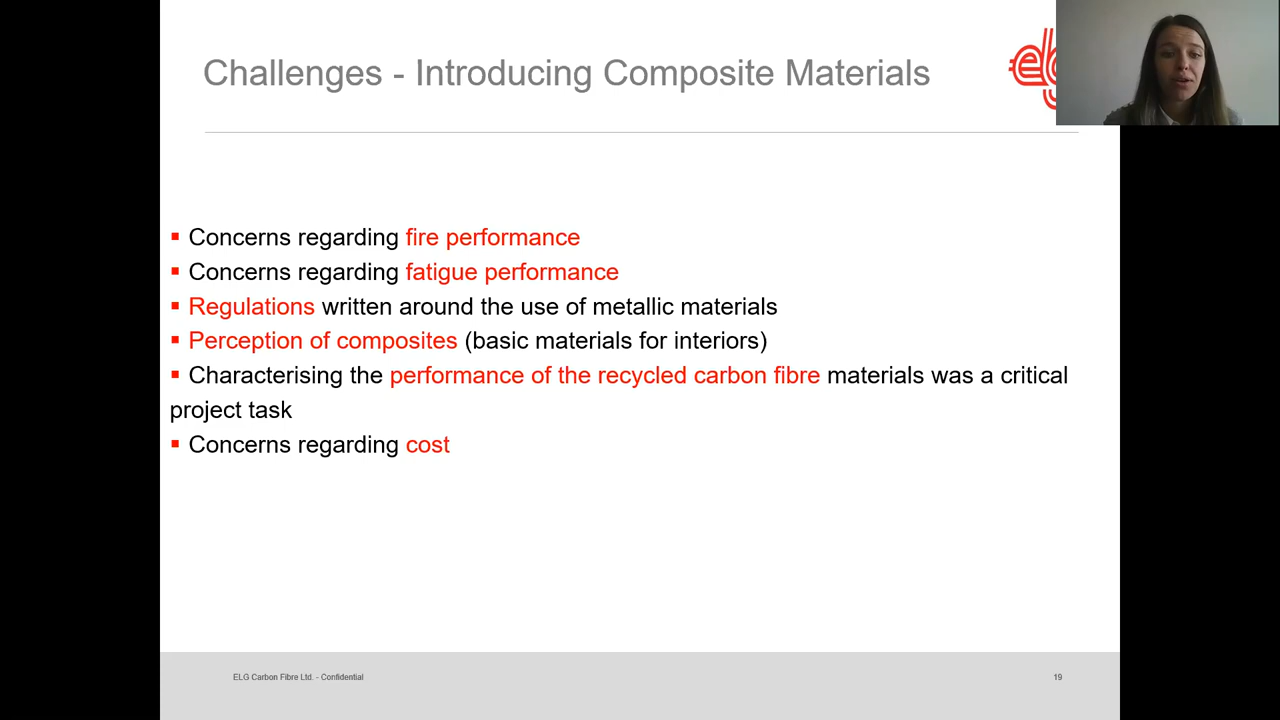 Challenges - Introducing Composite Materials
elg
▪ Concerns regarding fire performance
▪ Concerns regarding fatigue performance
▪ Regulations written around the use of metallic materials
▪ Perception of composites (basic materials for interiors)
▪ Characterising the performance of the recycled carbon fibre materials was a critical
project task
▪ Concerns regarding cost
ELG Carbon Fibre Ltd. - Confidential
19